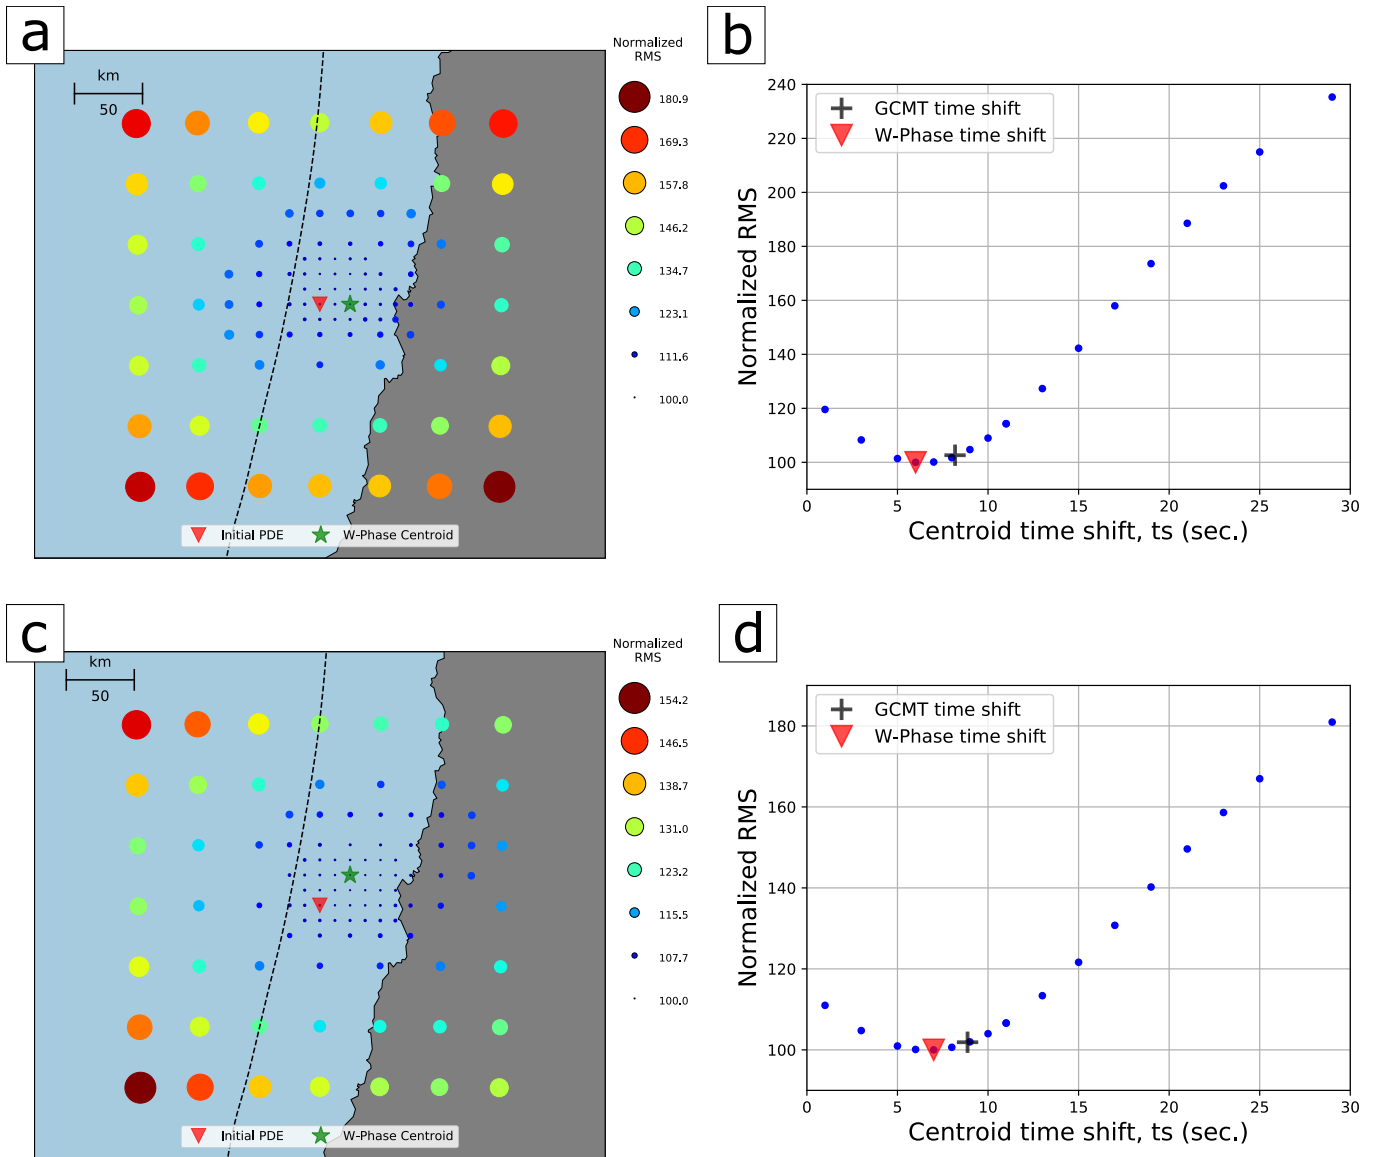 a
km
50
Normalized
RMS
180.9
169.3
157.8
146.2
134.7
123.1
111.6
100.0
Initial PDE
W-Phase Centroid
b
240
220
200
180
160
140
120
100
Normalized RMS
GCMT time shift
W-Phase time shift
0 5 10 15 20 25 30
Centroid time shift, ts (sec.)
c
km
50
Normalized
RMS
154.2
146.5
138.7
131.0
123.2
115.5
107.7
100.0
Initial PDE
W-Phase Centroid
d
180
160
140
120
100
Normalized RMS
GCMT time shift
W-Phase time shift
0 5 10 15 20 25 30
Centroid time shift, ts (sec.)